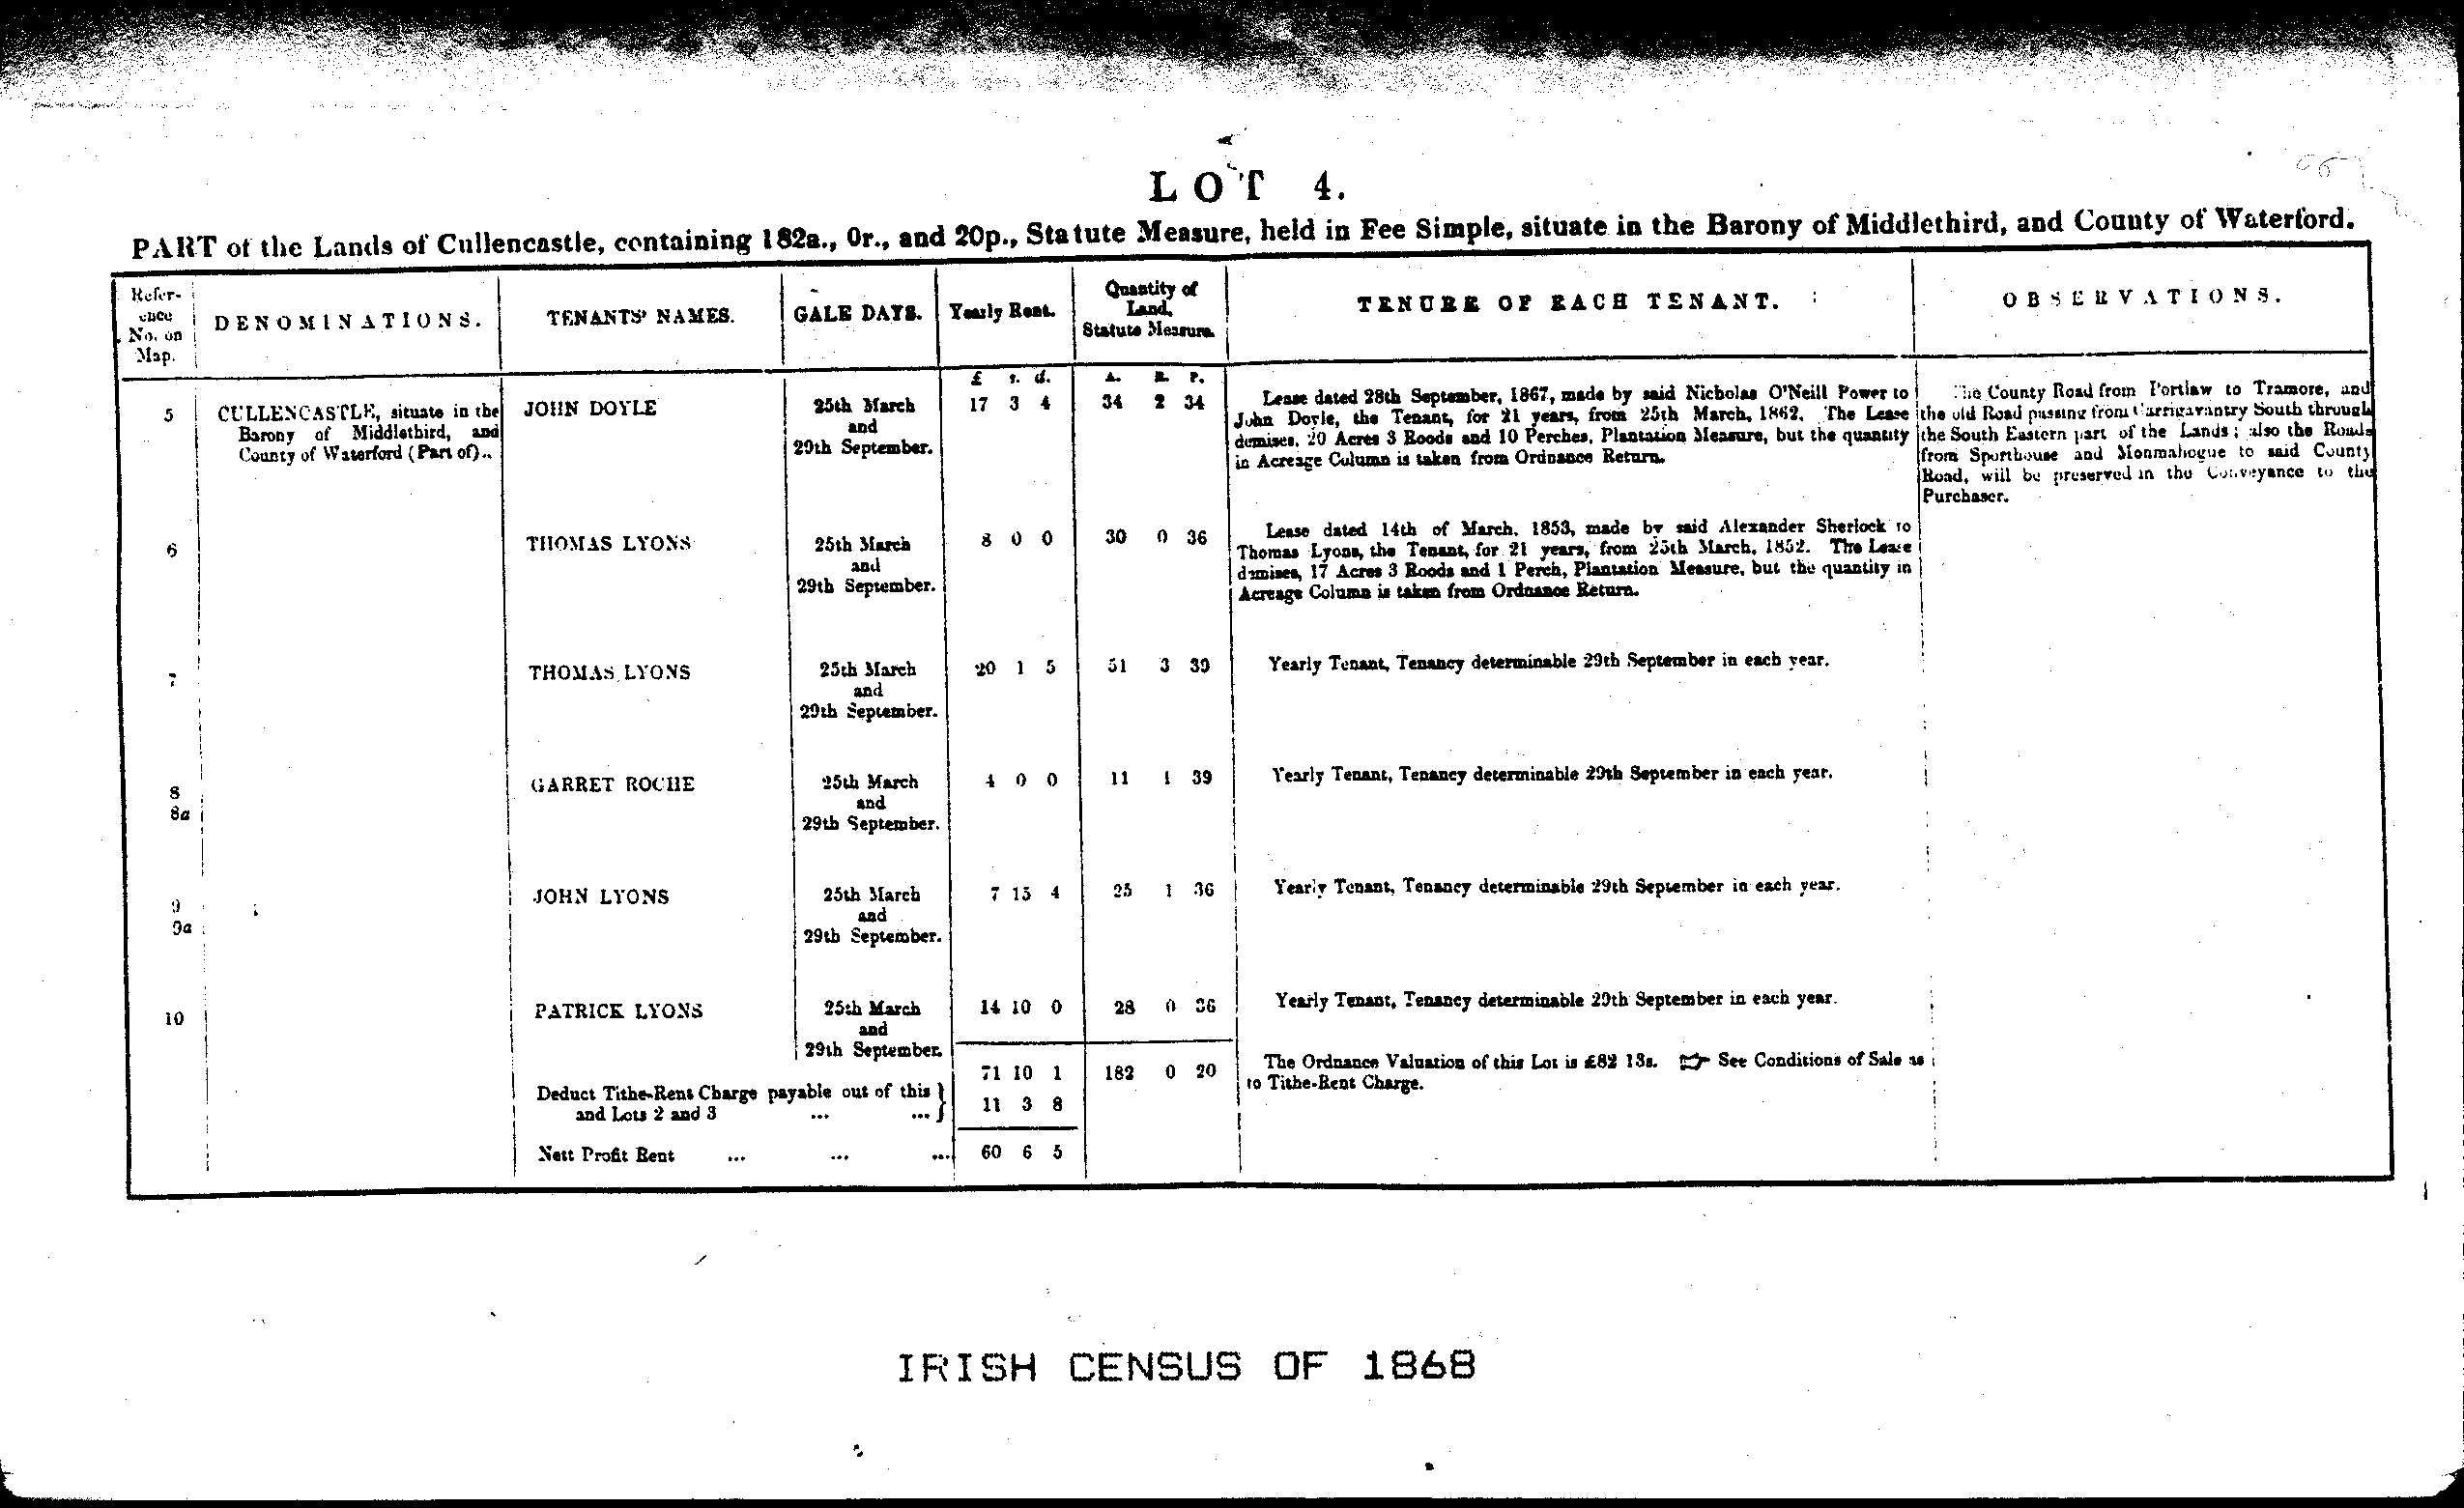 LOT 4.
PART of the Lands of Cullencastle, containing 182a., 0r., and 20p., Statute Measure, held in Fee Simple, situate in the Barony of Middlethird, and County of Waterford.
Refer-
ence
No. on
Map.
DENOMINATIONS.
TENANTS' NAMES.
GALE DAYS.
Yearly Rent.
Quantity of
Land,
Statute Measure.
TENURE OF EACH TENANT.
OBSERVATIONS.
£ s. d.
A. R. P.
5
CULLENCASTLE, situate in the
Barony of Middlethird, and
County of Waterford (Part of)..
JOHN DOYLE
25th March
and
29th September.
17 3 4
34 2 34
Lease dated 28th September, 1867, made by said Nicholas O'Neill Power to
John Doyle, the Tenant, for 21 years, from 25th March, 1862. The Lease
demises, 20 Acres 3 Roods and 10 Perches, Plantation Measure, but the quantity
in Acreage Column is taken from Ordnance Return.
The County Road from Portlaw to Tramore, and
the old Road passing from Carrigavantry South through
the South Eastern part of the Lands; also the Roads
from Sporthouse and Monmahogue to said County
Road, will be preserved in the Conveyance to the
Purchaser.
6
THOMAS LYONS
25th March
and
29th September.
8 0 0
30 0 36
Lease dated 14th of March, 1853, made by said Alexander Sherlock to
Thomas Lyons, the Tenant, for 21 years, from 25th March, 1852. The Lease
demises, 17 Acres 3 Roods and 1 Perch, Plantation Measure, but the quantity in
Acreage Column is taken from Ordnance Return.
7
THOMAS LYONS
25th March
and
29th September.
20 1 5
51 3 39
Yearly Tenant, Tenancy determinable 29th September in each year.
8
8a
GARRET ROCHE
25th March
and
29th September.
4 0 0
11 1 39
Yearly Tenant, Tenancy determinable 29th September in each year.
9
9a
JOHN LYONS
25th March
and
29th September.
7 15 4
25 1 36
Yearly Tenant, Tenancy determinable 29th September in each year.
10
PATRICK LYONS
25th March
and
29th September.
14 10 0
28 0 36
Yearly Tenant, Tenancy determinable 29th September in each year.
71 10 1
182 0 20
The Ordnance Valuation of this Lot is £82 13s. ☞ See Conditions of Sale as
to Tithe-Rent Charge.
Deduct Tithe-Rent Charge payable out of this }
and Lots 2 and 3 ... ... }
11 3 8
Nett Profit Rent ... ... ...
60 6 5
IRISH CENSUS OF 1868